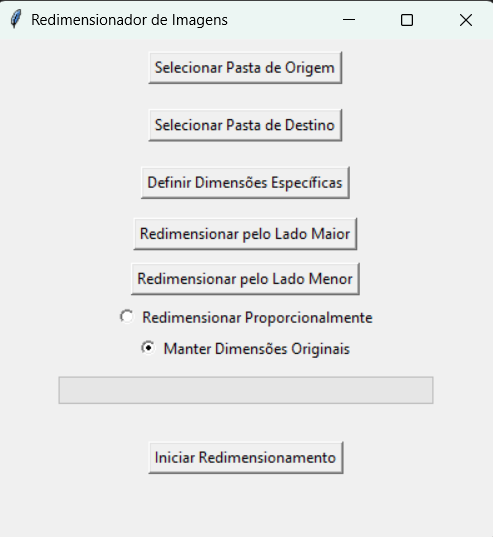 Redimensionador de Imagens
Selecionar Pasta de Origem
Selecionar Pasta de Destino
Definir Dimensões Específicas
Redimensionar pelo Lado Maior
Redimensionar pelo Lado Menor
Redimensionar Proporcionalmente
Manter Dimensões Originais
Iniciar Redimensionamento